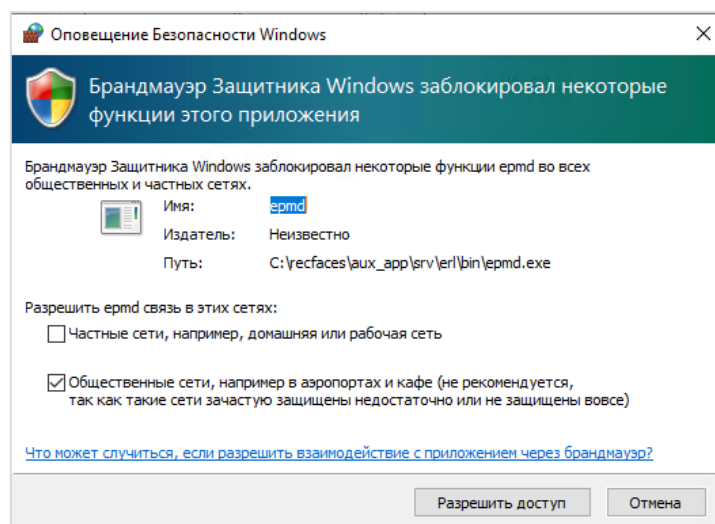 Оповещение Безопасности Windows
Брандмауэр Защитника Windows заблокировал некоторые
функции этого приложения
Брандмауэр Защитника Windows заблокировал некоторые функции epmd во всех
общественных и частных сетях.
Имя: epmd
Издатель: Неизвестно
Путь: C:\recfaces\aux_app\srv\erl\bin\epmd.exe
Разрешить epmd связь в этих сетях:
Частные сети, например, домашняя или рабочая сеть
Общественные сети, например в аэропортах и кафе (не рекомендуется,
так как такие сети зачастую защищены недостаточно или не защищены вовсе)
Что может случиться, если разрешить взаимодействие с приложением через брандмауэр?
Разрешить доступ Отмена